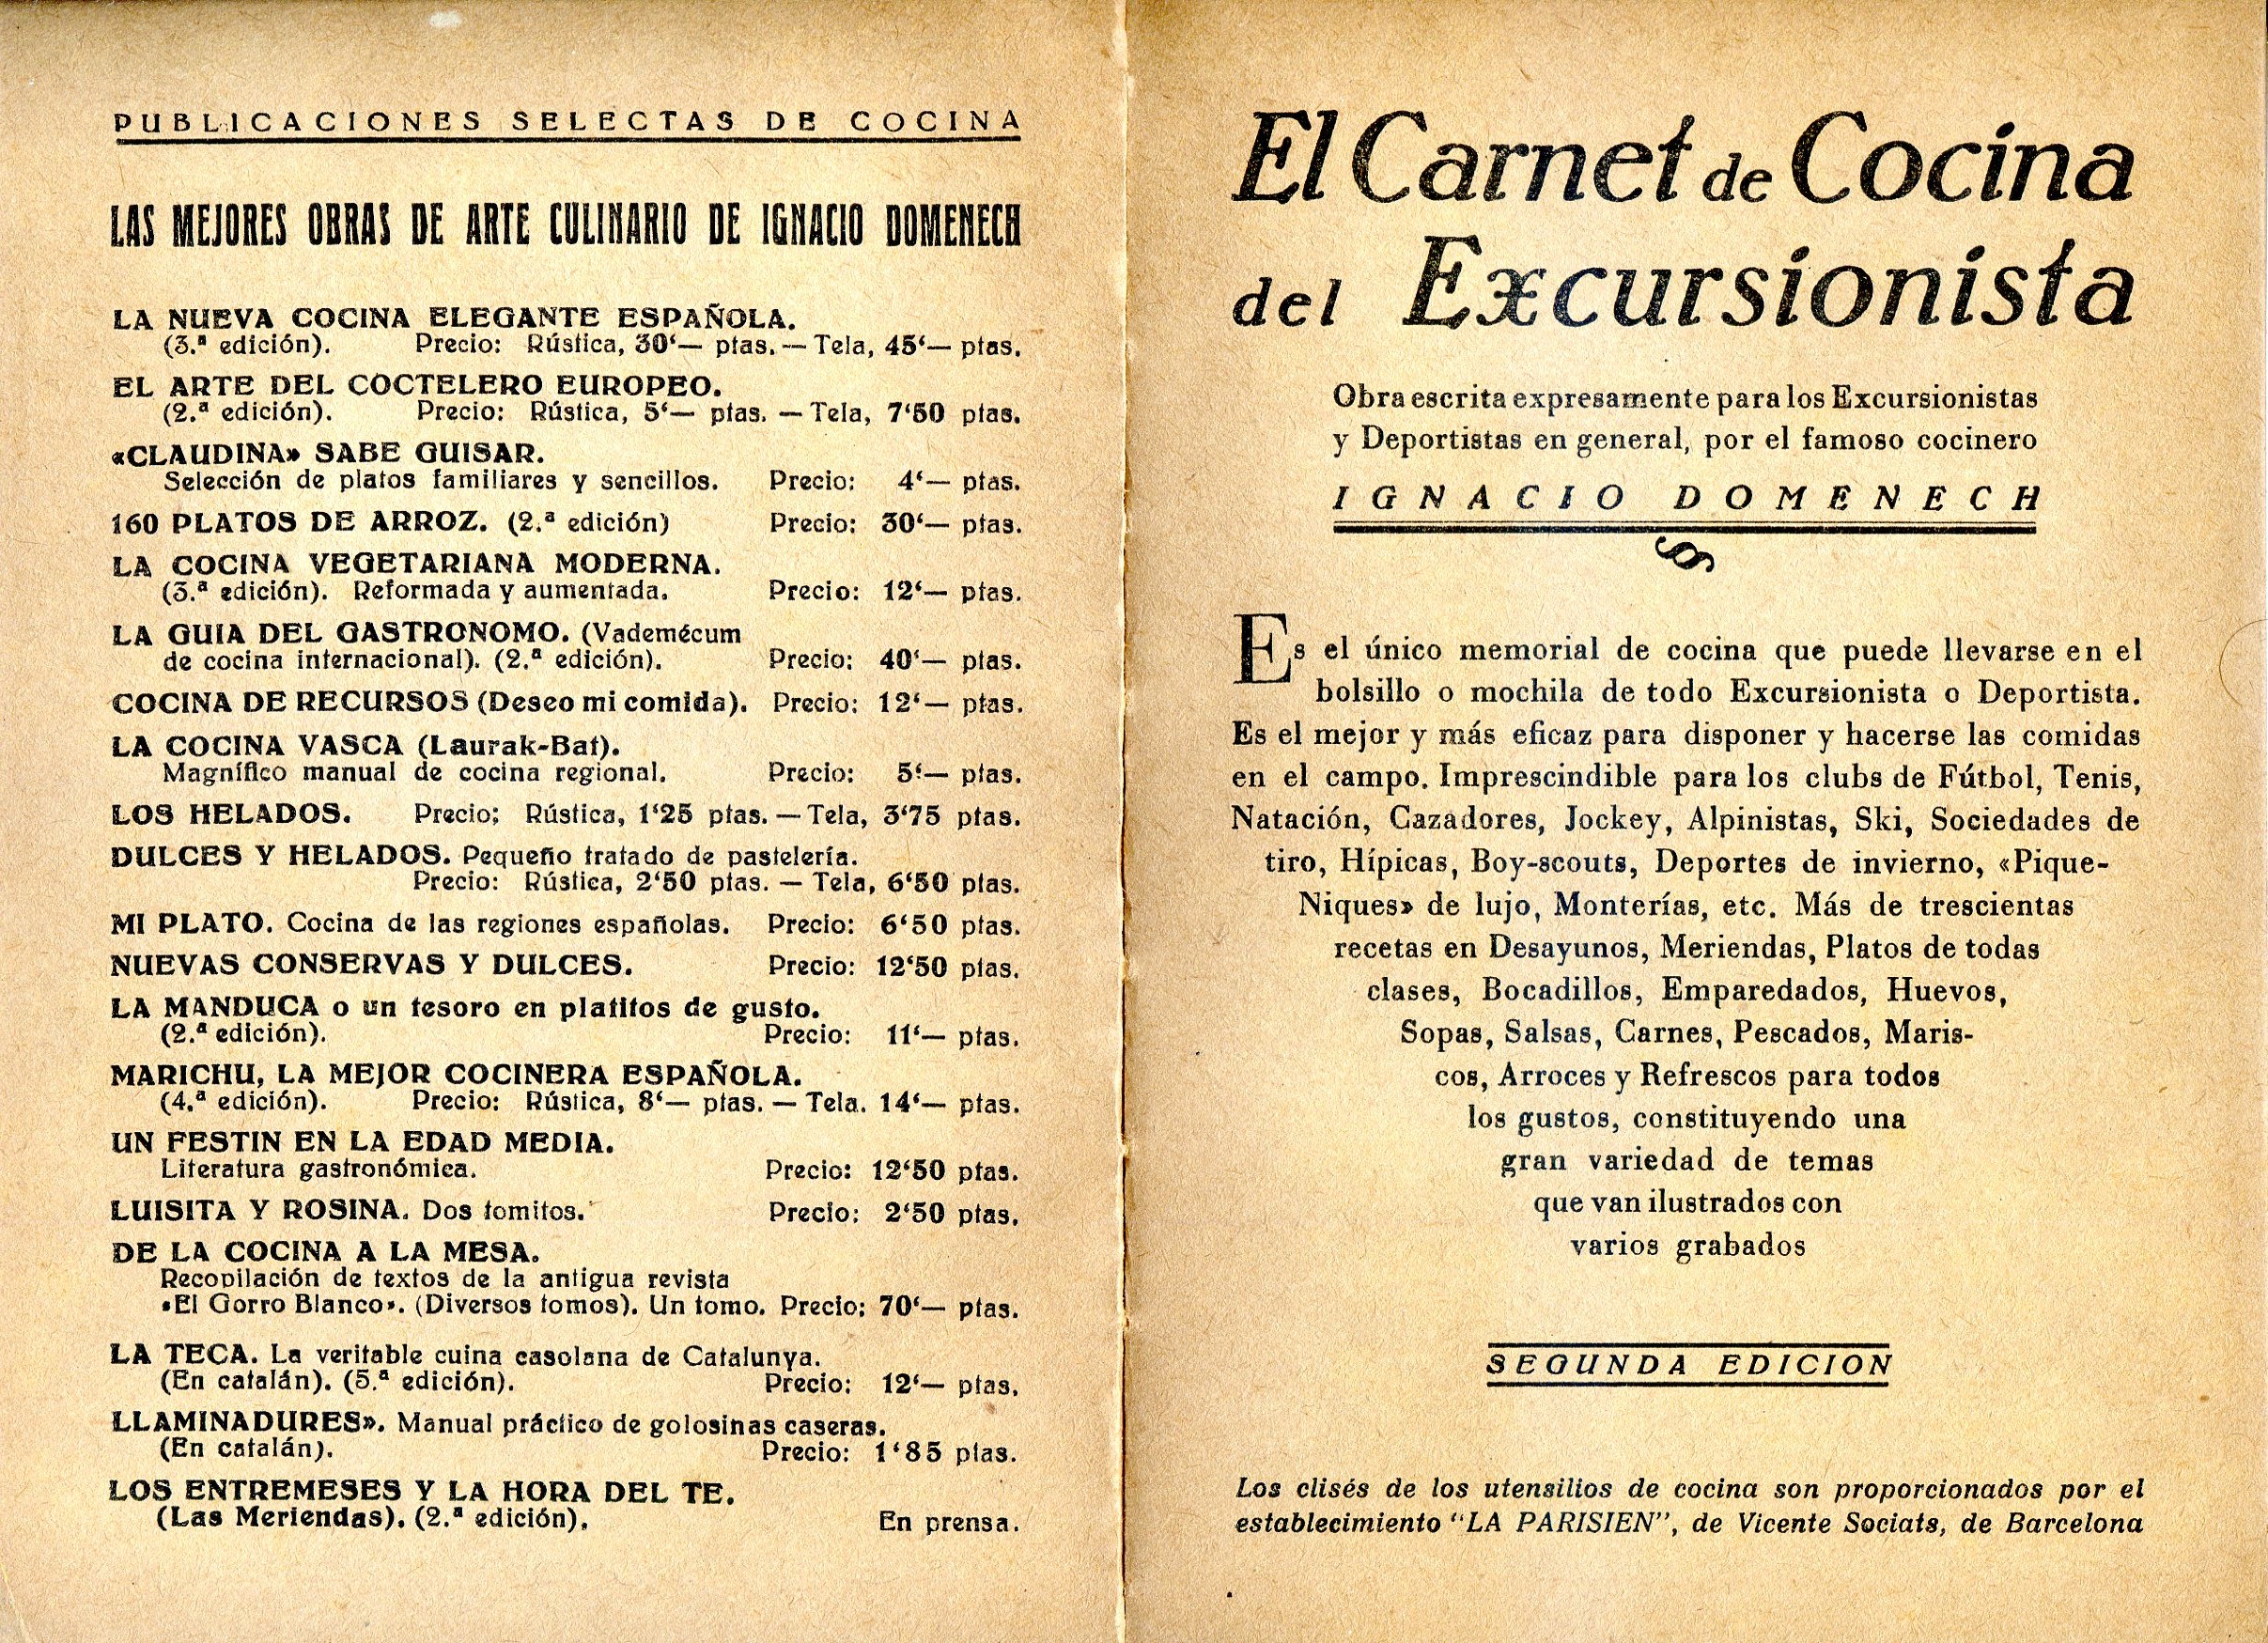 PUBLICACIONES SELECTAS DE COCINA
LAS MEJORES OBRAS DE ARTE CULINARIO DE IGNACIO DOMENECH
LA NUEVA COCINA ELEGANTE ESPAÑOLA.
(3.ª edición). Precio: Rústica, 30‘— ptas. — Tela, 45‘— ptas.
EL ARTE DEL COCTELERO EUROPEO.
(2.ª edición). Precio: Rústica, 5‘— ptas. — Tela, 7‘50 ptas.
«CLAUDINA» SABE GUISAR.
Selección de platos familiares y sencillos. Precio: 4‘— ptas.
160 PLATOS DE ARROZ. (2.ª edición) Precio: 30‘— ptas.
LA COCINA VEGETARIANA MODERNA.
(3.ª edición). Reformada y aumentada. Precio: 12‘— ptas.
LA GUIA DEL GASTRONOMO. (Vademécum
de cocina internacional). (2.ª edición). Precio: 40‘— ptas.
COCINA DE RECURSOS (Deseo mi comida). Precio: 12‘— ptas.
LA COCINA VASCA (Laurak-Bat).
Magnífico manual de cocina regional. Precio: 5‘— ptas.
LOS HELADOS. Precio; Rústica, 1‘25 ptas. — Tela, 3‘75 ptas.
DULCES Y HELADOS. Pequeño tratado de pastelería.
Precio: Rústica, 2‘50 ptas. — Tela, 6‘50 ptas.
MI PLATO. Cocina de las regiones españolas. Precio: 6‘50 ptas.
NUEVAS CONSERVAS Y DULCES. Precio: 12‘50 ptas.
LA MANDUCA o un tesoro en platitos de gusto.
(2.ª edición). Precio: 11‘— ptas.
MARICHU, LA MEJOR COCINERA ESPAÑOLA.
(4.ª edición). Precio: Rústica, 8‘— ptas. — Tela. 14‘— ptas.
UN FESTIN EN LA EDAD MEDIA.
Literatura gastronómica. Precio: 12‘50 ptas.
LUISITA Y ROSINA. Dos tomitos. Precio: 2‘50 ptas.
DE LA COCINA A LA MESA.
Recopilación de textos de la antigua revista
«El Gorro Blanco». (Diversos tomos). Un tomo. Precio: 70‘— ptas.
LA TECA. La veritable cuina casolana de Catalunya.
(En catalán). (5.ª edición). Precio: 12‘— ptas.
LLAMINADURES». Manual práctico de golosinas caseras.
(En catalán). Precio: 1‘85 ptas.
LOS ENTREMESES Y LA HORA DEL TE.
(Las Meriendas). (2.ª edición). En prensa.
El Carnet de Cocina
del Excursionista
Obra escrita expresamente para los Excursionistas
y Deportistas en general, por el famoso cocinero
IGNACIO DOMENECH
Es el único memorial de cocina que puede llevarse en el
bolsillo o mochila de todo Excursionista o Deportista.
Es el mejor y más eficaz para disponer y hacerse las comidas
en el campo. Imprescindible para los clubs de Fútbol, Tenis,
Natación, Cazadores, Jockey, Alpinistas, Ski, Sociedades de
tiro, Hípicas, Boy-scouts, Deportes de invierno, «Pique-
Niques» de lujo, Monterías, etc. Más de trescientas
recetas en Desayunos, Meriendas, Platos de todas
clases, Bocadillos, Emparedados, Huevos,
Sopas, Salsas, Carnes, Pescados, Maris-
cos, Arroces y Refrescos para todos
los gustos, constituyendo una
gran variedad de temas
que van ilustrados con
varios grabados
SEGUNDA EDICION
Los clisés de los utensilios de cocina son proporcionados por el
establecimiento “LA PARISIEN”, de Vicente Sociats, de Barcelona